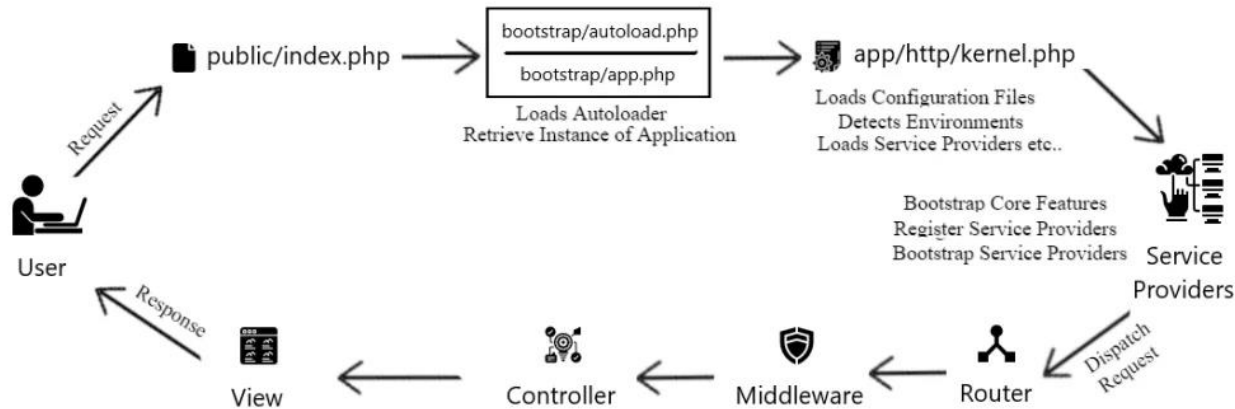 public/index.php
bootstrap/autoload.php
bootstrap/app.php
Loads Autoloader
Retrieve Instance of Application
app/http/kernel.php
Loads Configuration Files
Detects Environments
Loads Service Providers etc..
Request
User
Bootstrap Core Features
Register Service Providers
Bootstrap Service Providers
Service
Providers
Dispatch
Request
Router
Middleware
Controller
View
Response